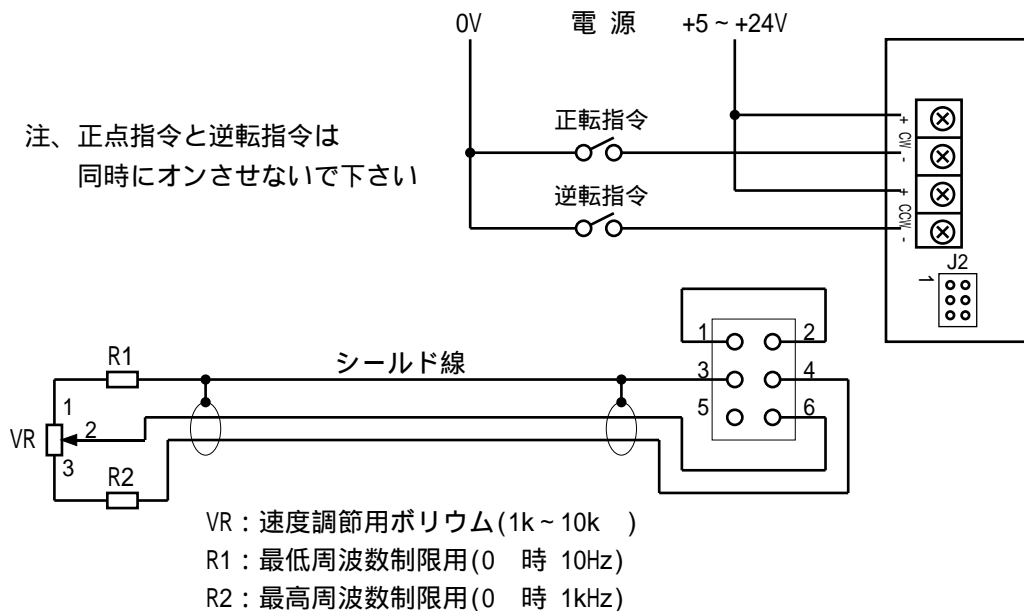 0V 電 源 +5～+24V
注、正点指令と逆転指令は
同時にオンさせないで下さい
正転指令
逆転指令
+ CW -
+ CCW -
J2
1
1 2
3 4
5 6
シールド線
R1
1
VR 2
3
R2
VR：速度調節用ボリウム(1k～10k )
R1：最低周波数制限用(0 時 10Hz)
R2：最高周波数制限用(0 時 1kHz)